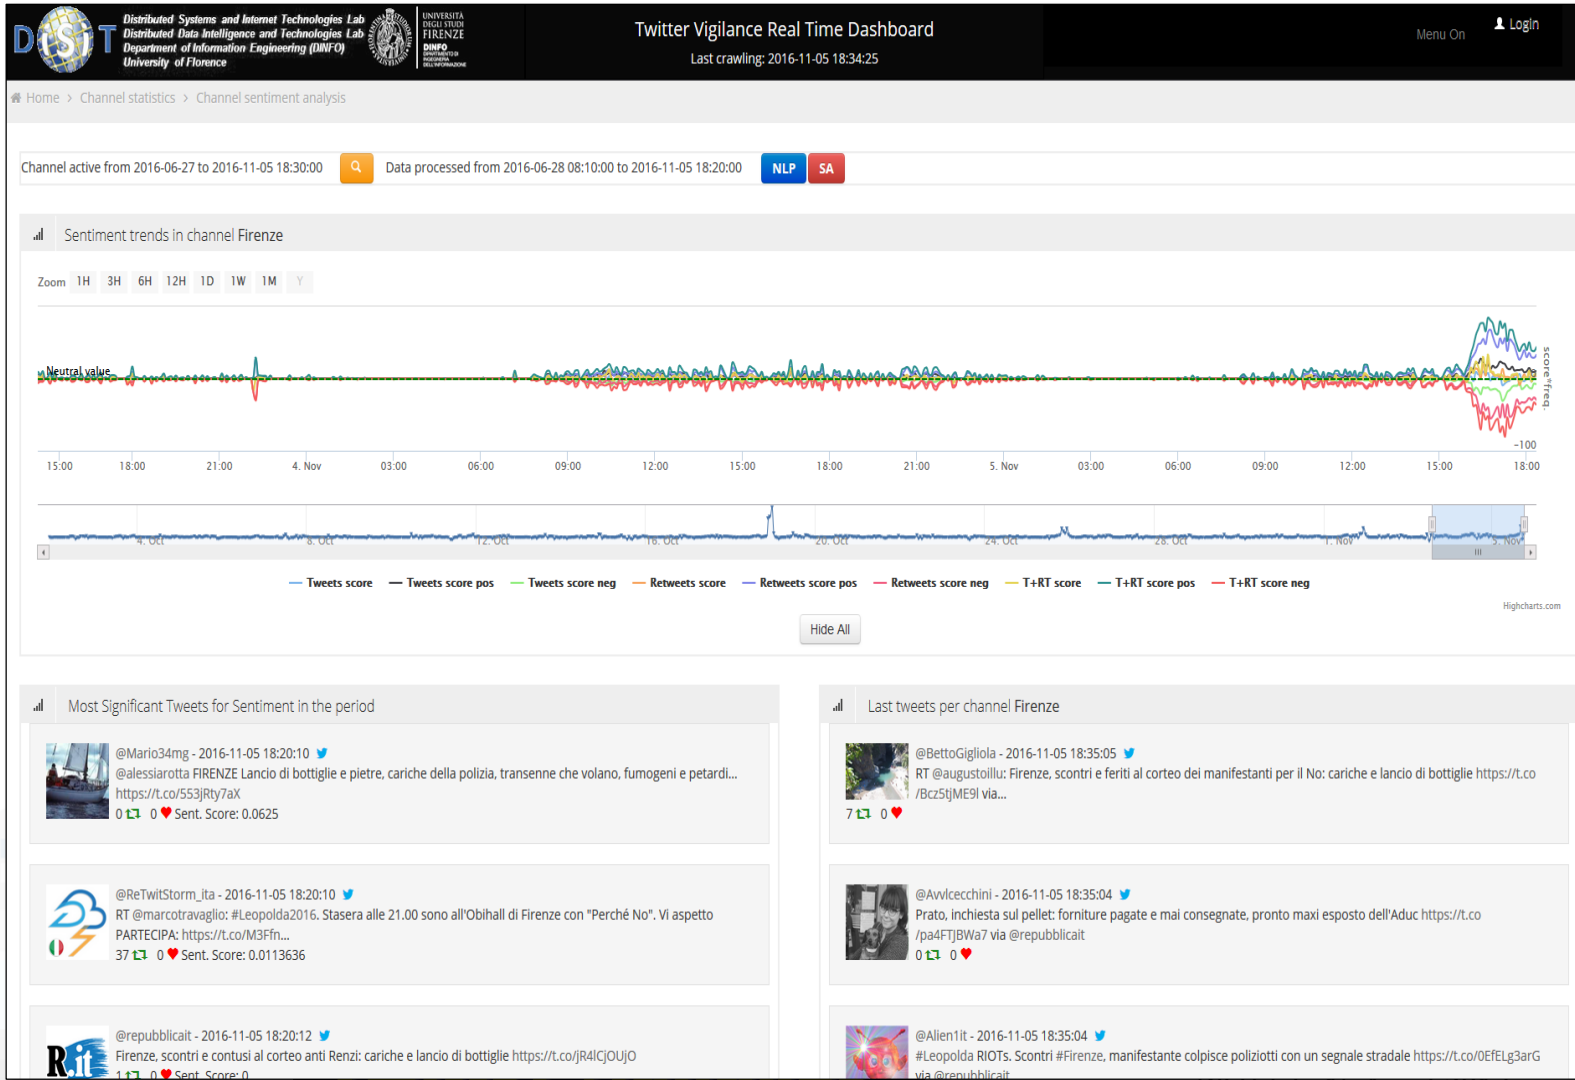 DISIT
Distributed Systems and Internet Technologies Lab
Distributed Data Intelligence and Technologies Lab
Department of Information Engineering (DINFO)
University of Florence
UNIVERSITÀ
DEGLI STUDI
FIRENZE
DINFO
DIPARTIMENTO DI
INGEGNERIA
DELL'INFORMAZIONE
Twitter Vigilance Real Time Dashboard
Last crawling: 2016-11-05 18:34:25
Menu On
Login
Home > Channel statistics > Channel sentiment analysis
Channel active from 2016-06-27 to 2016-11-05 18:30:00
Data processed from 2016-06-28 08:10:00 to 2016-11-05 18:20:00
NLP SA
Sentiment trends in channel Firenze
Zoom 1H 3H 6H 12H 1D 1W 1M Y
Neutral value
score*freq.
-100
15:00 18:00 21:00 4. Nov 03:00 06:00 09:00 12:00 15:00 18:00 21:00 5. Nov 03:00 06:00 09:00 12:00 15:00 18:00
4. Oct 8. Oct 12. Oct 16. Oct 20. Oct 24. Oct 28. Oct 1. Nov 5. Nov
Tweets score Tweets score pos Tweets score neg Retweets score Retweets score pos Retweets score neg T+RT score T+RT score pos T+RT score neg
Highcharts.com
Hide All
Most Significant Tweets for Sentiment in the period
@Mario34mg - 2016-11-05 18:20:10
@alessiarotta FIRENZE Lancio di bottiglie e pietre, cariche della polizia, transenne che volano, fumogeni e petardi...
https://t.co/553jRty7aX
0 0 Sent. Score: 0.0625
@ReTwitStorm_ita - 2016-11-05 18:20:10
RT @marcotravaglio: #Leopolda2016. Stasera alle 21.00 sono all'Obihall di Firenze con "Perché No". Vi aspetto
PARTECIPA: https://t.co/M3Ffn...
37 0 Sent. Score: 0.0113636
R.it
@repubblicait - 2016-11-05 18:20:12
Firenze, scontri e contusi al corteo anti Renzi: cariche e lancio di bottiglie https://t.co/jR4lCjOUjO
1 0 Sent. Score: 0
Last tweets per channel Firenze
@BettoGigliola - 2016-11-05 18:35:05
RT @augustoillu: Firenze, scontri e feriti al corteo dei manifestanti per il No: cariche e lancio di bottiglie https://t.co
/Bcz5tjME9l via...
7 0
@Avvlcecchini - 2016-11-05 18:35:04
Prato, inchiesta sul pellet: forniture pagate e mai consegnate, pronto maxi esposto dell'Aduc https://t.co
/pa4FTJBWa7 via @repubblicait
0 0
@Alien1it - 2016-11-05 18:35:04
#Leopolda RIOTs. Scontri #Firenze, manifestante colpisce poliziotti con un segnale stradale https://t.co/0EfELg3arG
via @repubblicait